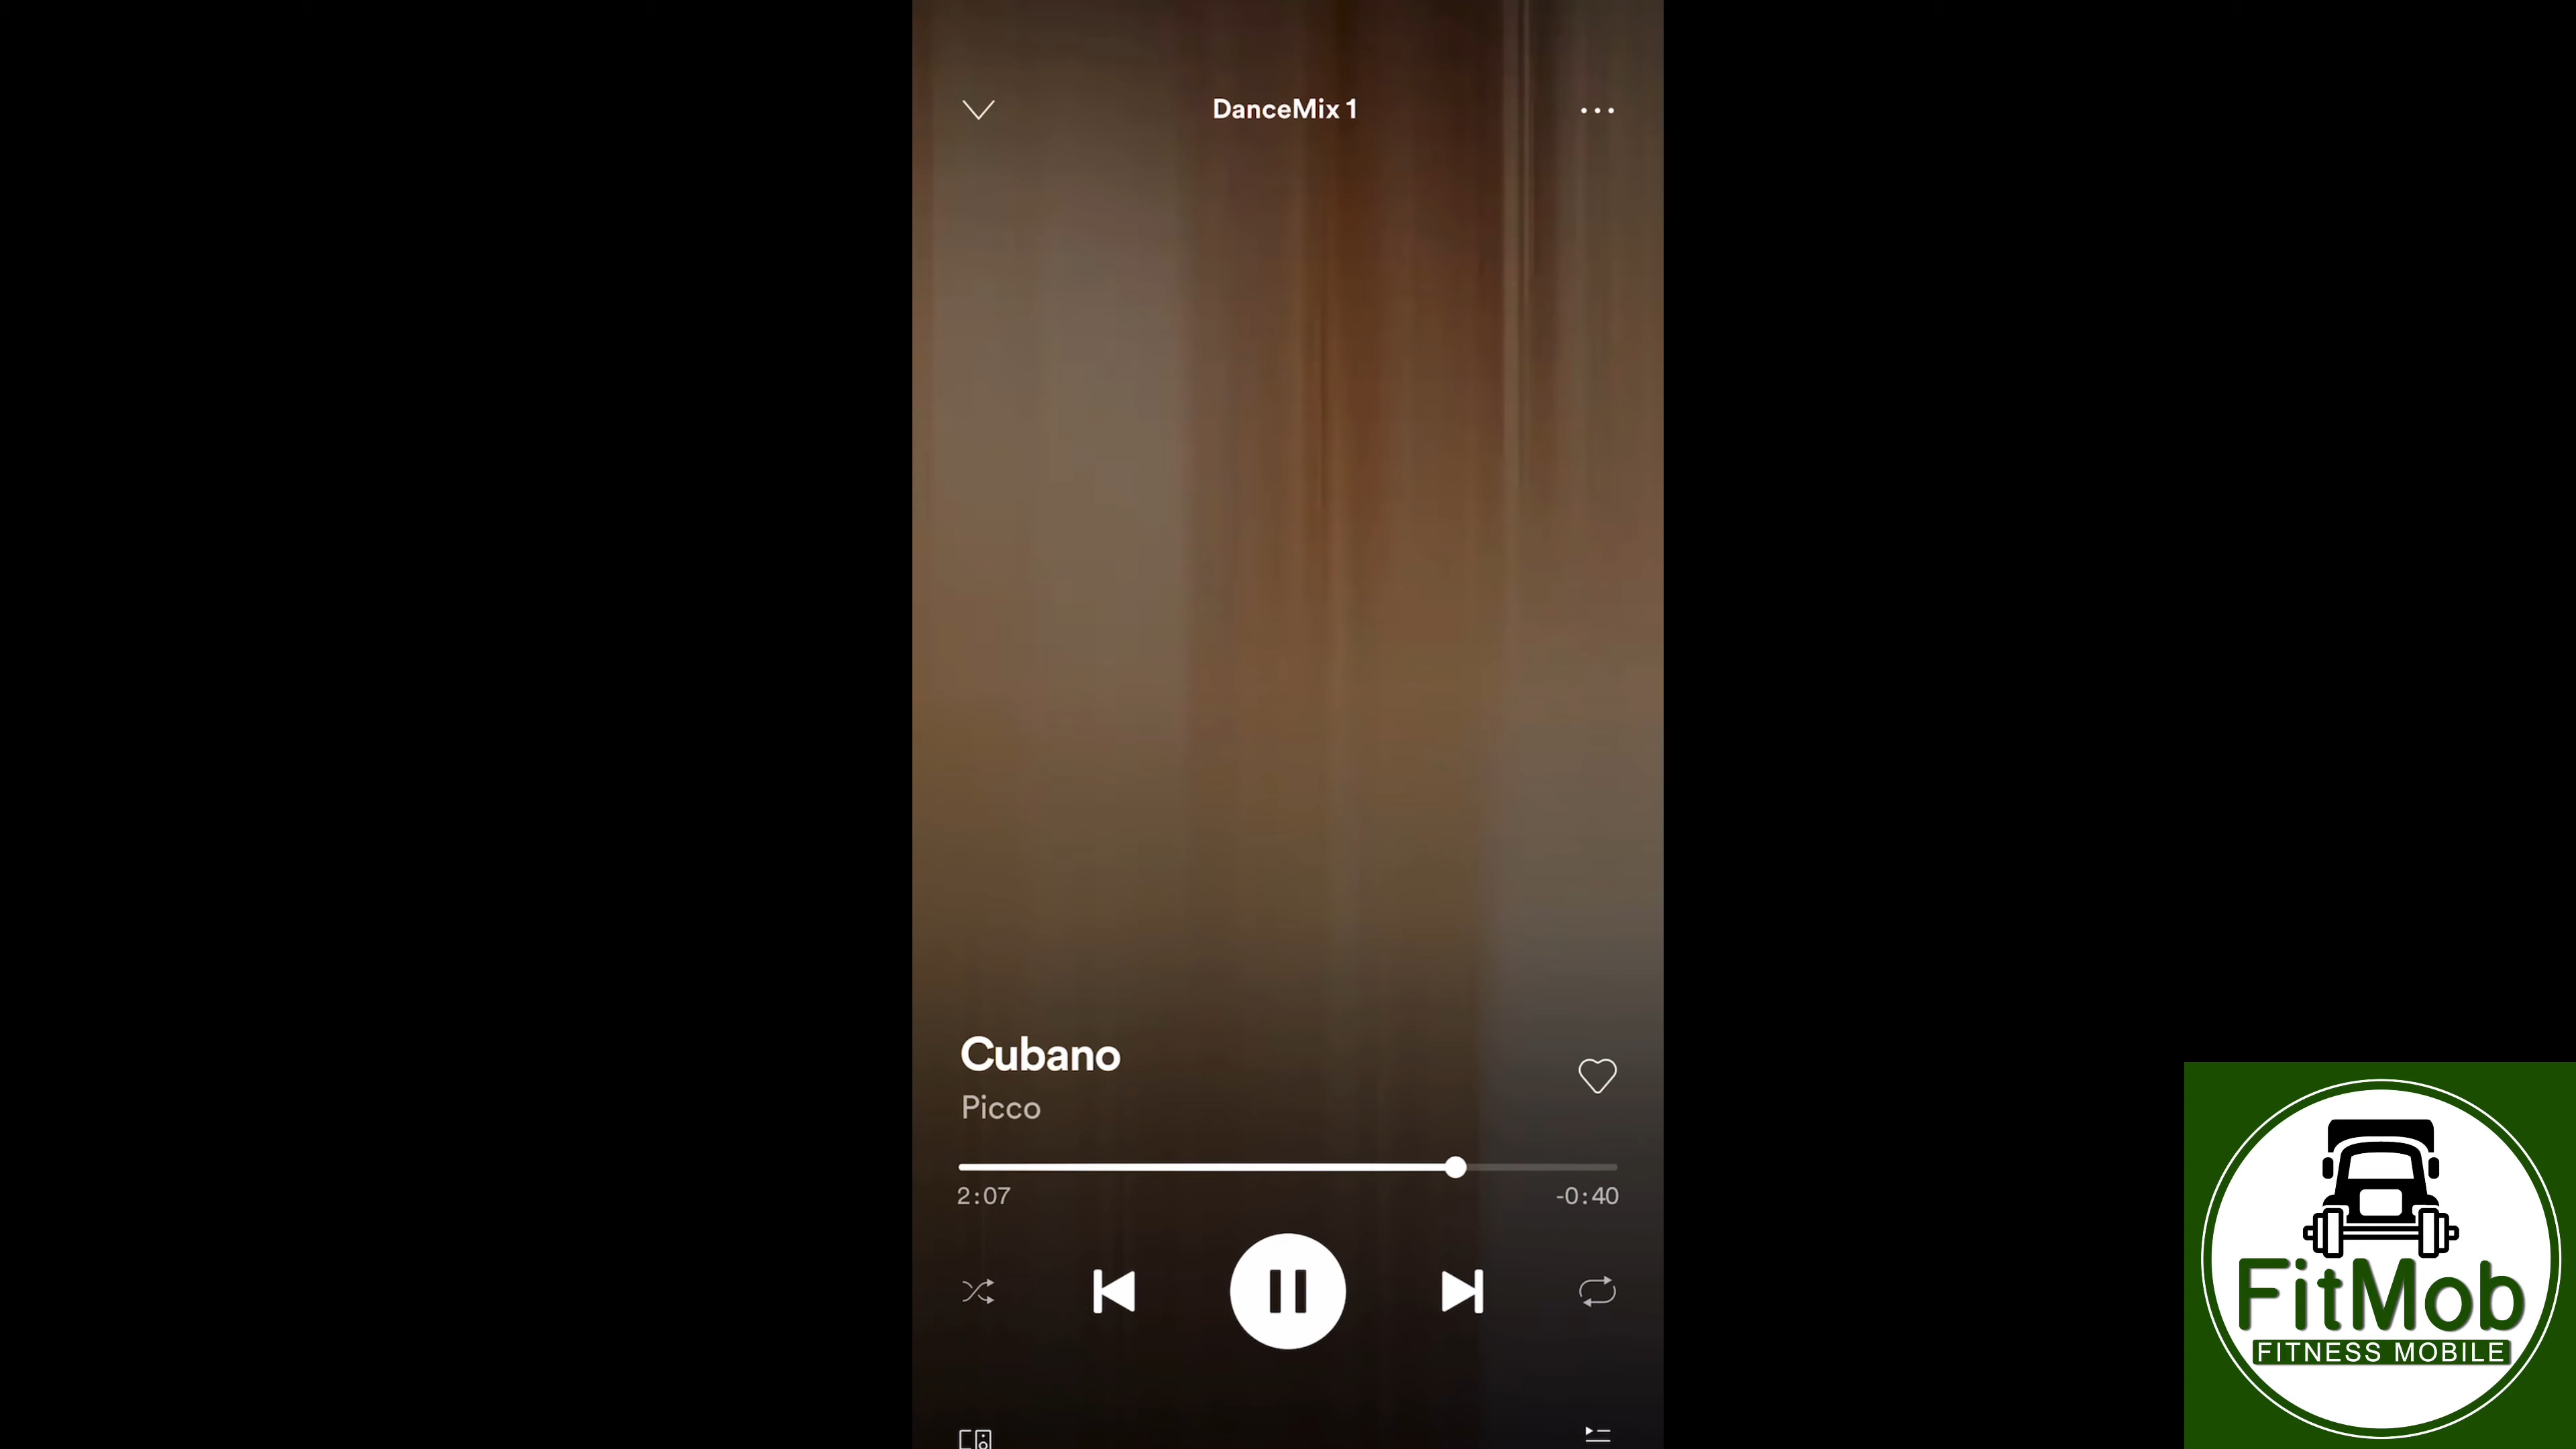 DanceMix 1
Cubano
Picco
2:07
-0:40
FitMob
FITNESS MOBILE